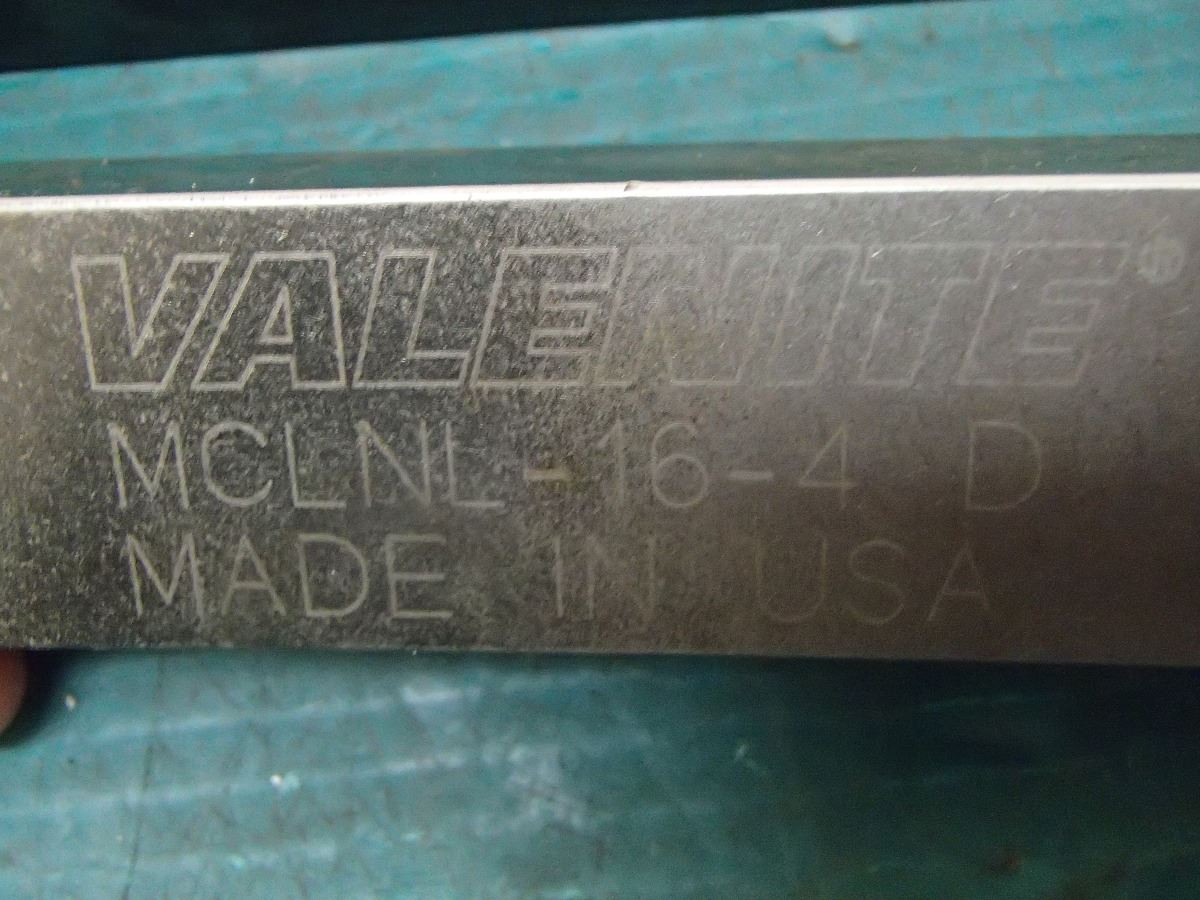 VALENITE®
MCLNL-16-4 D
MADE IN USA